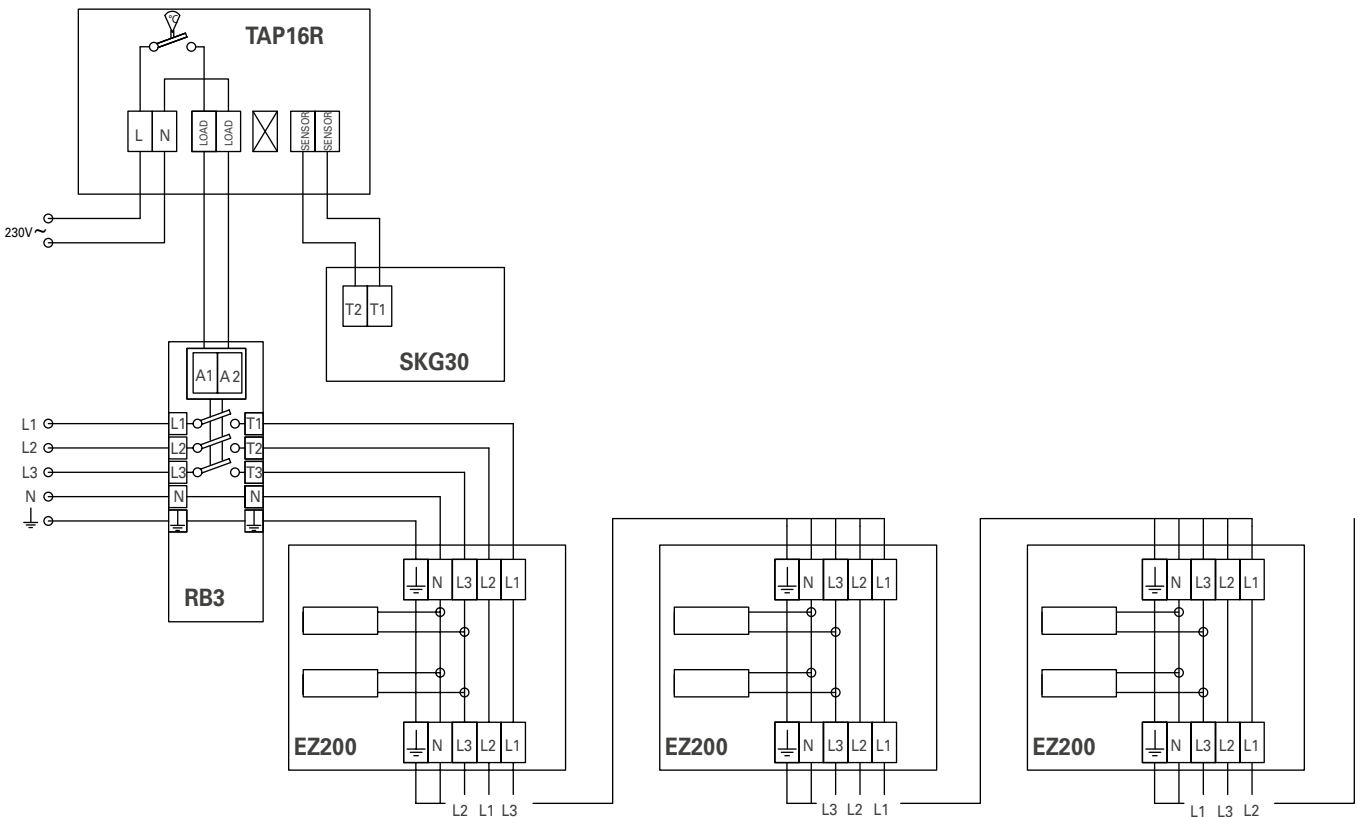 °C
TAP16R
L N LOAD LOAD SENSOR SENSOR
230V ~
T2 T1
SKG30
A1 A2
L1 L1 T1
L2 L2 T2
L3 L3 T3
N N N
RB3
N L3 L2 L1
N L3 L2 L1
N L3 L2 L1
EZ200 N L3 L2 L1
EZ200 N L3 L2 L1
EZ200 N L3 L2 L1
L2 L1 L3
L3 L2 L1
L1 L3 L2